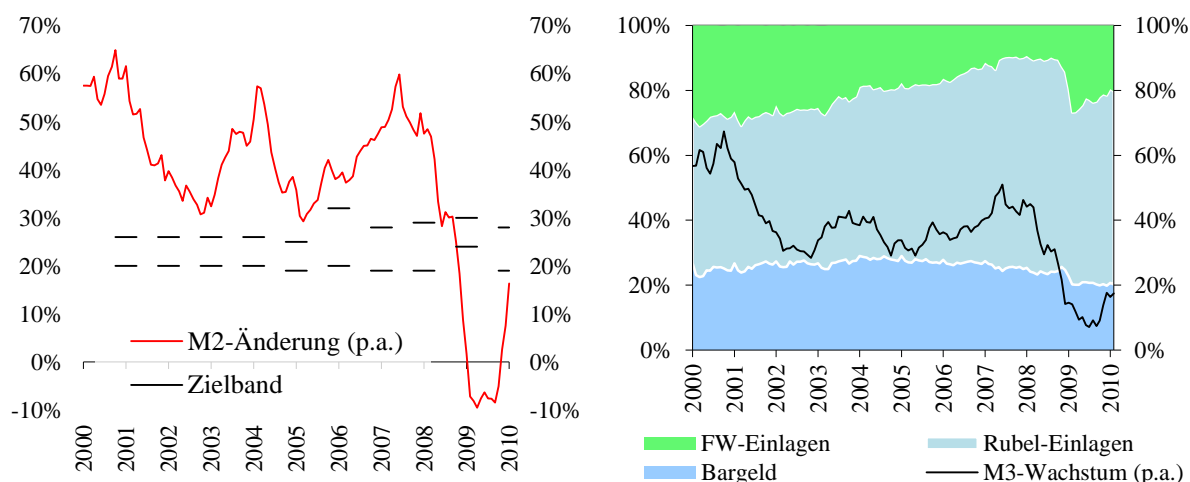 70% 70%
60% 60%
50% 50%
40% 40%
30% 30%
20% 20%
10% 10%
0% 0%
-10% -10%
M2-Änderung (p.a.)
Zielband
2000 2001 2002 2003 2004 2005 2006 2007 2008 2009 2010
100% 100%
80% 80%
60% 60%
40% 40%
20% 20%
0% 0%
2000 2001 2002 2003 2004 2005 2006 2007 2008 2009 2010
FW-Einlagen Rubel-Einlagen
Bargeld M3-Wachstum (p.a.)